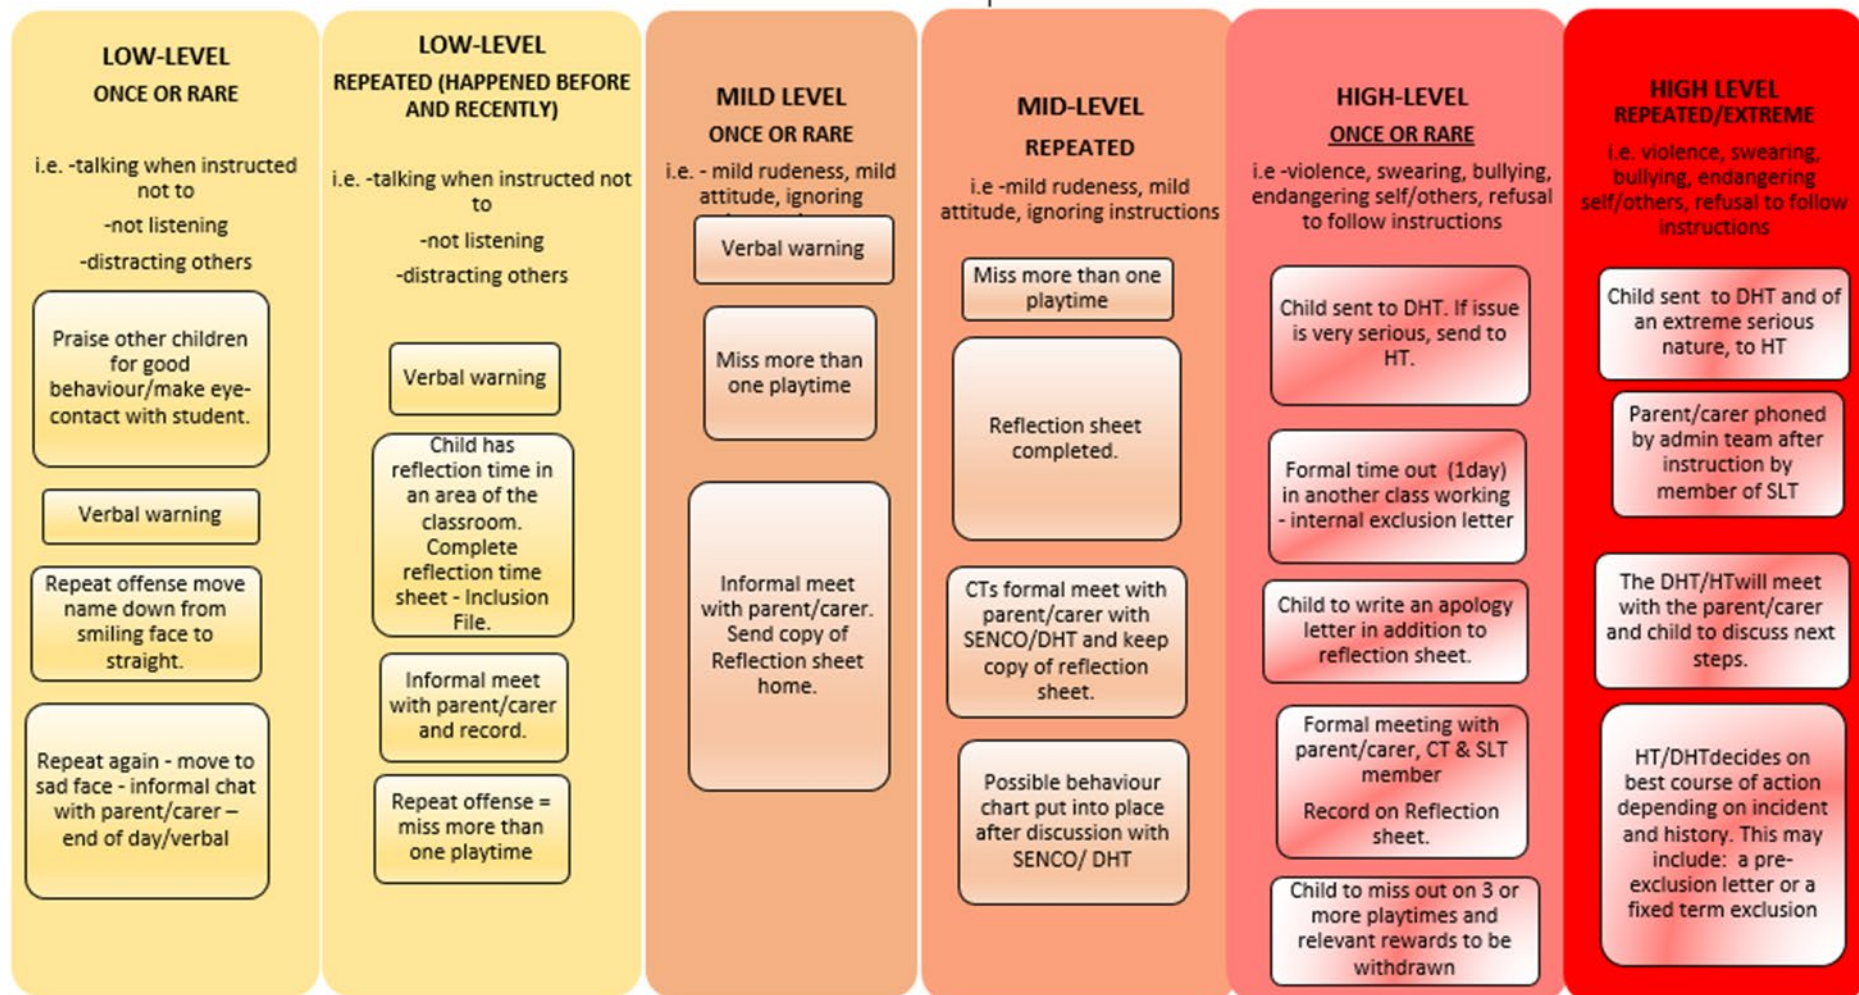 LOW-LEVEL
ONCE OR RARE
i.e. -talking when instructed
not to
-not listening
-distracting others
Praise other children
for good
behaviour/make eye-
contact with student.
Verbal warning
Repeat offense move
name down from
smiling face to
straight.
Repeat again - move to
sad face - informal chat
with parent/carer –
end of day/verbal
LOW-LEVEL
REPEATED (HAPPENED BEFORE
AND RECENTLY)
i.e. -talking when instructed not
to
-not listening
-distracting others
Verbal warning
Child has
reflection time in
an area of the
classroom.
Complete
reflection time
sheet - Inclusion
File.
Informal meet
with parent/carer
and record.
Repeat offense =
miss more than
one playtime
MILD LEVEL
ONCE OR RARE
i.e. - mild rudeness, mild
attitude, ignoring
Verbal warning
Miss more than
one playtime
Informal meet
with parent/carer.
Send copy of
Reflection sheet
home.
MID-LEVEL
REPEATED
i.e -mild rudeness, mild
attitude, ignoring instructions
Miss more than one
playtime
Reflection sheet
completed.
CTs formal meet with
parent/carer with
SENCO/DHT and keep
copy of reflection
sheet.
Possible behaviour
chart put into place
after discussion with
SENCO/ DHT
HIGH-LEVEL
ONCE OR RARE
i.e -violence, swearing, bullying,
endangering self/others, refusal
to follow instructions
Child sent to DHT. If issue
is very serious, send to
HT.
Formal time out (1day)
in another class working
- internal exclusion letter
Child to write an apology
letter in addition to
reflection sheet.
Formal meeting with
parent/carer, CT & SLT
member
Record on Reflection
sheet.
Child to miss out on 3 or
more playtimes and
relevant rewards to be
withdrawn
HIGH LEVEL
REPEATED/EXTREME
i.e. violence, swearing,
bullying, endangering
self/others, refusal to follow
instructions
Child sent to DHT and of
an extreme serious
nature, to HT
Parent/carer phoned
by admin team after
instruction by
member of SLT
The DHT/HTwill meet
with the parent/carer
and child to discuss next
steps.
HT/DHTdecides on
best course of action
depending on incident
and history. This may
include: a pre-
exclusion letter or a
fixed term exclusion